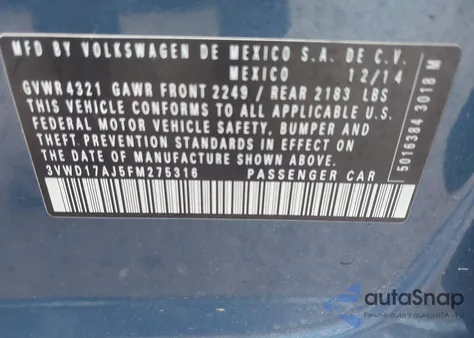 MFD BY VOLKSWAGEN DE MEXICO S.A. DE C.V.
MEXICO 12/14
GVWR 4321 GAWR FRONT 2249 / REAR 2183 LBS
THIS VEHICLE CONFORMS TO ALL APPLICABLE U.S.
FEDERAL MOTOR VEHICLE SAFETY, BUMPER AND
THEFT PREVENTION STANDARDS IN EFFECT ON
THE DATE OF MANUFACTURE SHOWN ABOVE.
3VWD17AJ5FM275316 PASSENGER CAR
5016384 3018 M
autoSnap